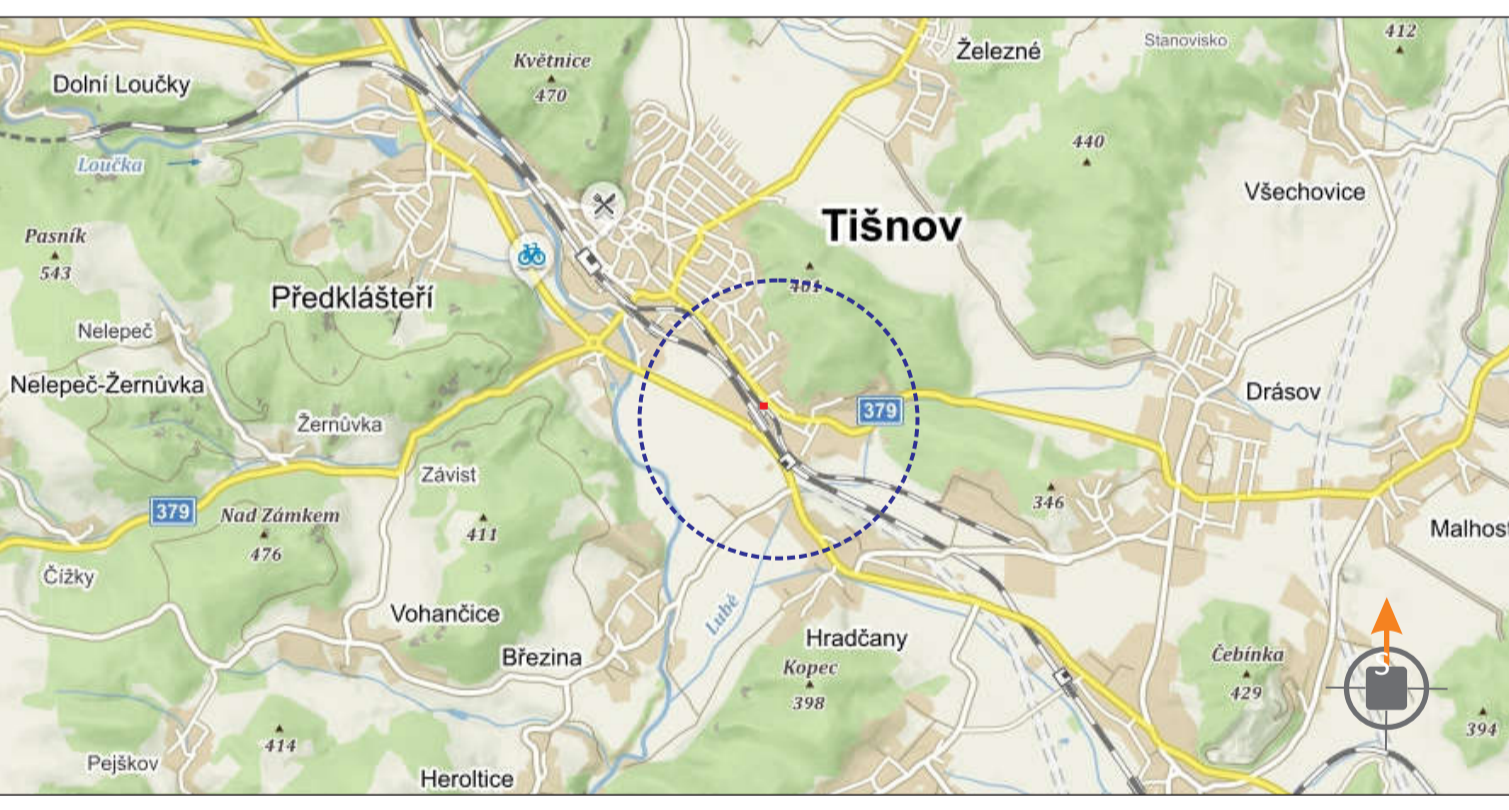 Květnice
470
Železné
Stanovisko
412
Dolní Loučky
Loučka
440
Všechovice
Tišnov
Pasník
543
461
Předklášteří
Nelepeč
Nelepeč-Žernůvka
Drásov
379
Žernůvka
Závist
346
379
Nad Zámkem
476
411
Malhost
Čížky
Vohančice
Lubé
Hradčany
Březina
Kopec
398
Čebínka
429
394
414
Pejškov
Heroltice